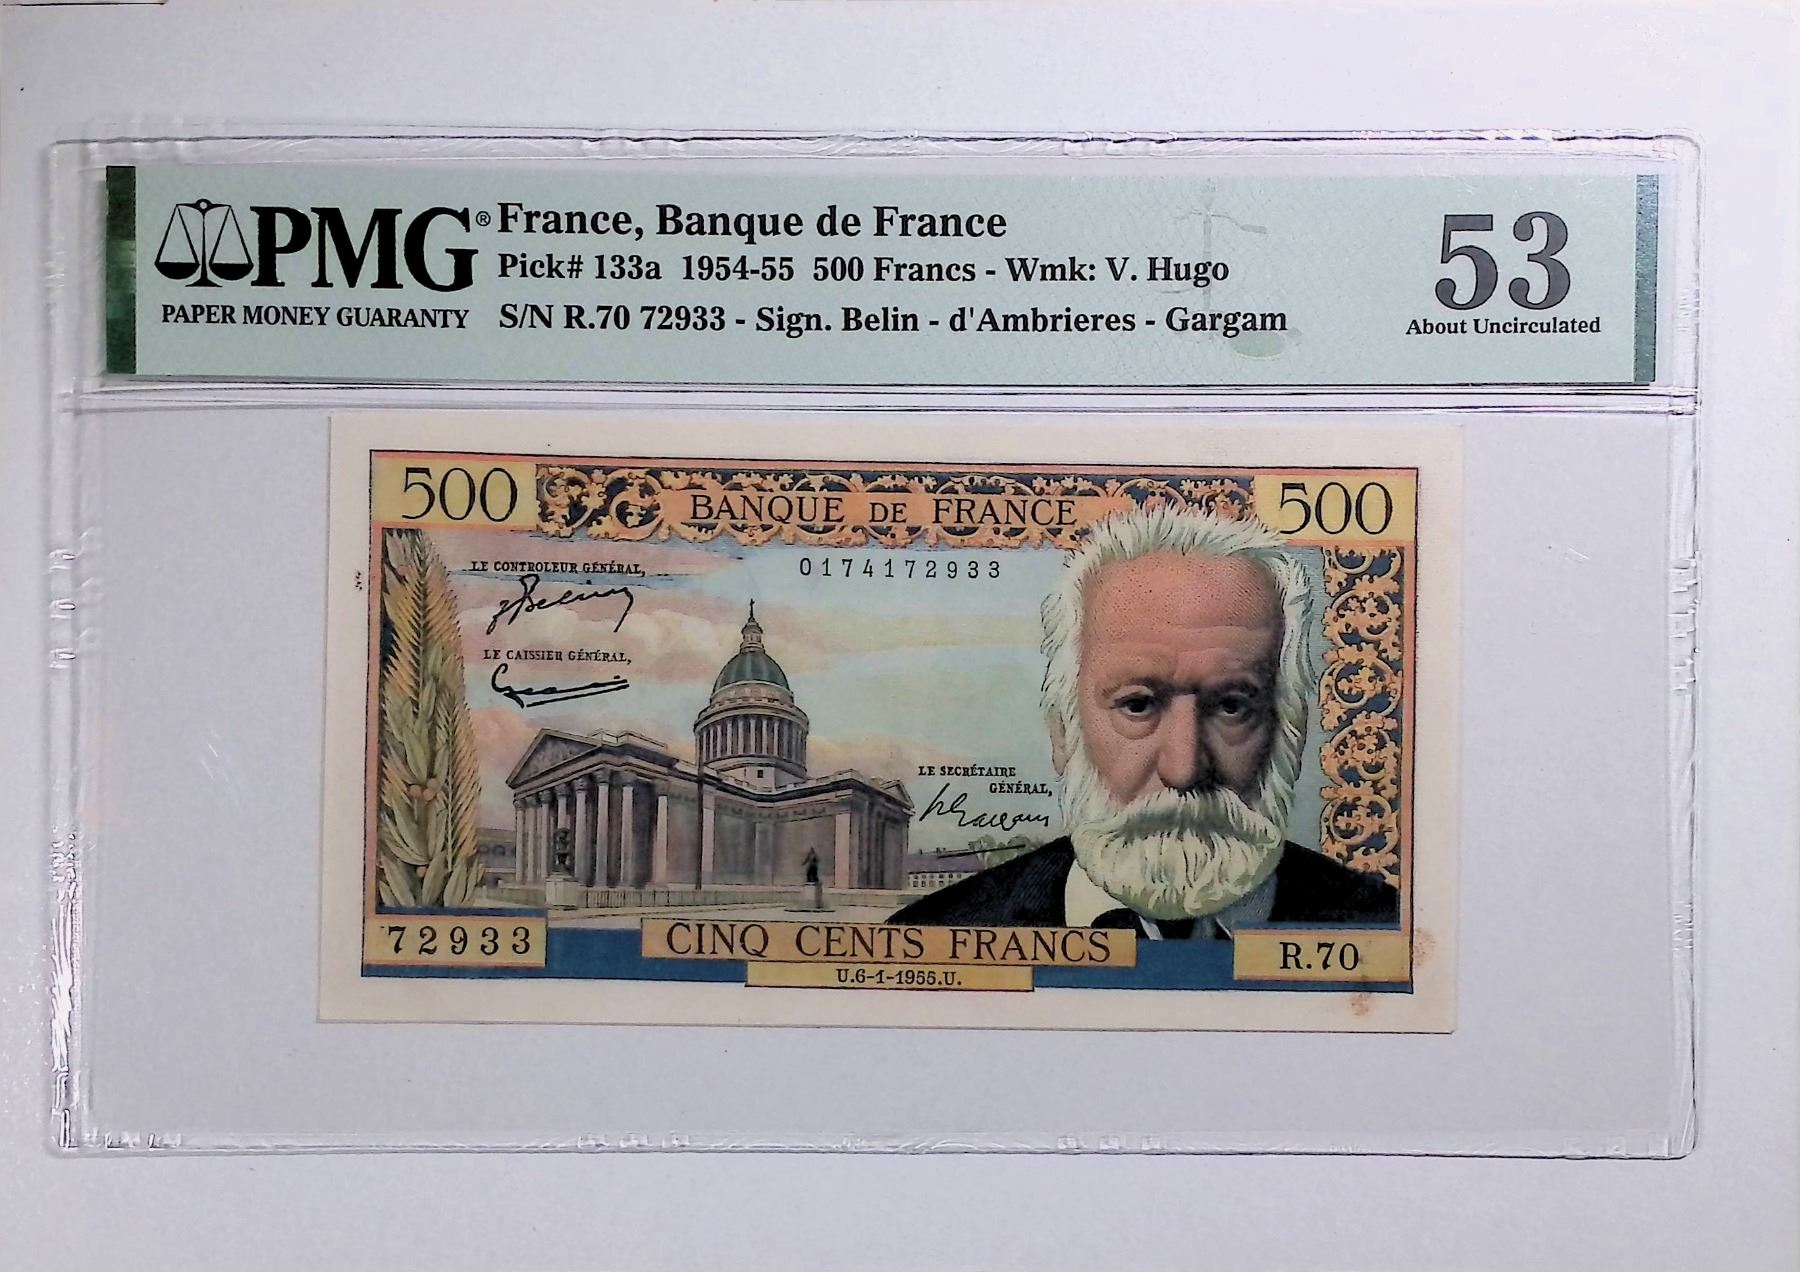 PMG®
PAPER MONEY GUARANTY
France, Banque de France
Pick# 133a 1954-55 500 Francs - Wmk: V. Hugo
S/N R.70 72933 - Sign. Belin - d'Ambrieres - Gargam
53
About Uncirculated
500
BANQUE DE FRANCE
500
LE CONTROLEUR GÉNÉRAL,
0174172933
LE CAISSIER GÉNÉRAL,
LE SECRÉTAIRE
GÉNÉRAL,
72933
CINQ CENTS FRANCS
R.70
U.6-1-1955.U.